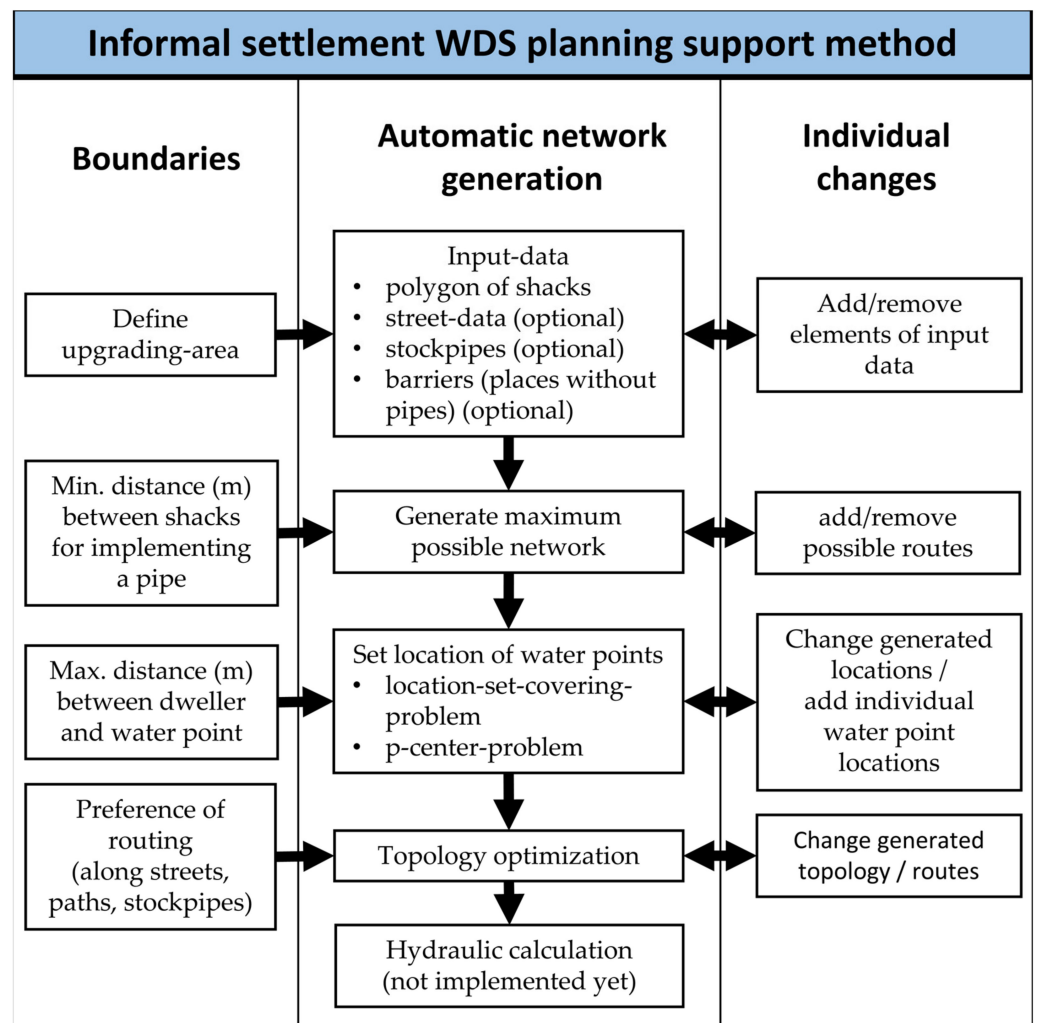 Informal settlement WDS planning support method
Boundaries
Automatic network
generation
Individual
changes
Define
upgrading-area
Input-data
• polygon of shacks
• street-data (optional)
• stockpipes (optional)
• barriers (places without
pipes) (optional)
Add/remove
elements of input
data
Min. distance (m)
between shacks
for implementing
a pipe
Generate maximum
possible network
add/remove
possible routes
Max. distance (m)
between dweller
and water point
Set location of water points
• location-set-covering-
problem
• p-center-problem
Change generated
locations /
add individual
water point
locations
Preference of
routing
(along streets,
paths, stockpipes)
Topology optimization
Change generated
topology / routes
Hydraulic calculation
(not implemented yet)